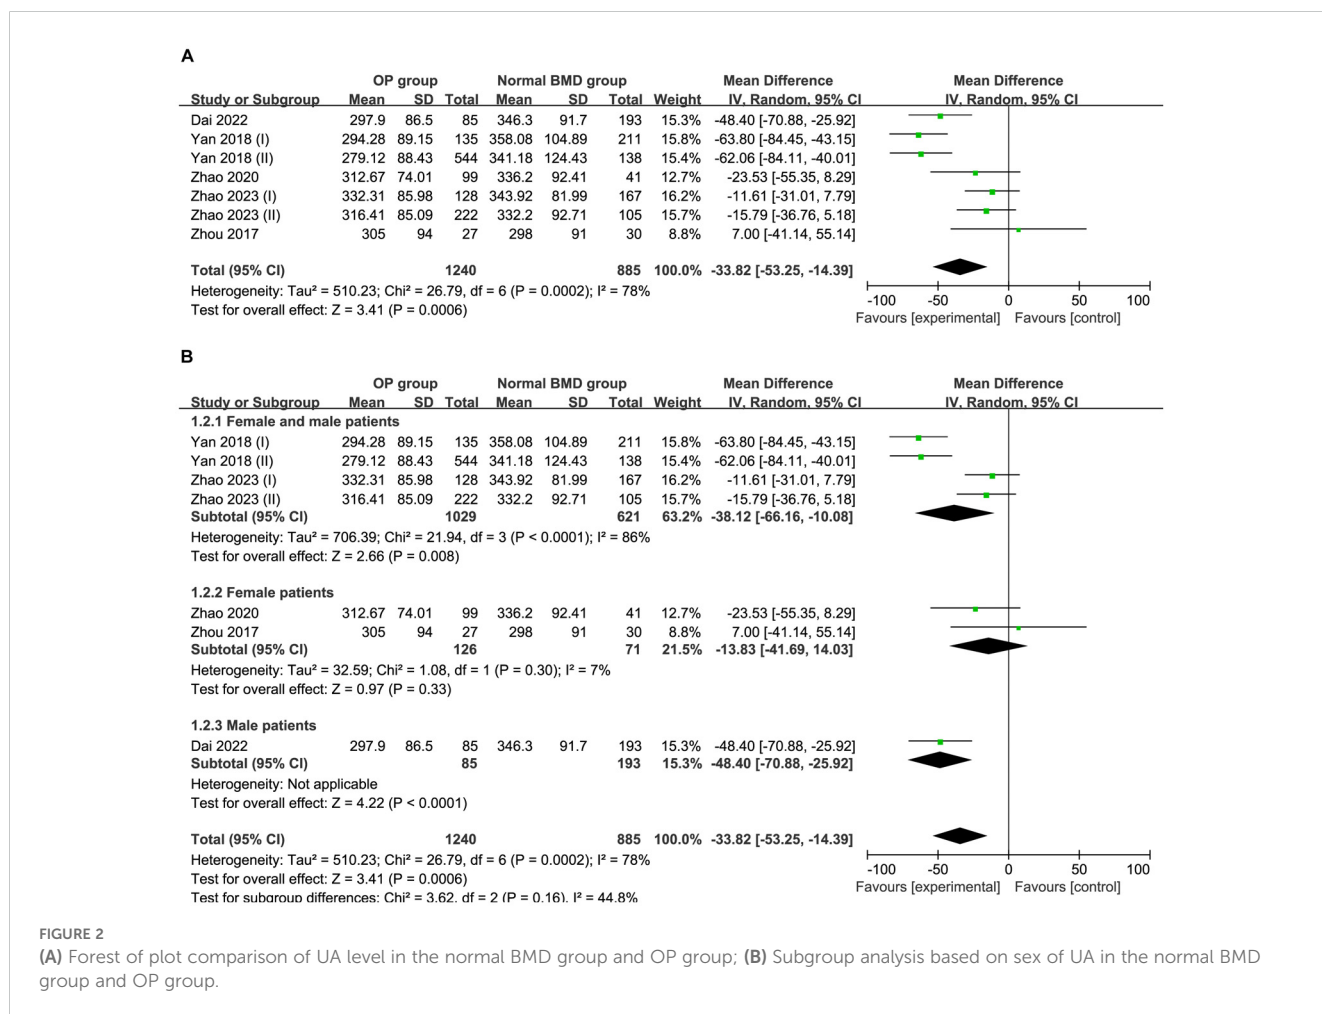 A
OP group Normal BMD group Mean Difference Mean Difference
Study or Subgroup Mean SD Total Mean SD Total Weight IV, Random, 95% CI IV, Random, 95% CI
Dai 2022 297.9 86.5 85 346.3 91.7 193 15.3% -48.40 [-70.88, -25.92]
Yan 2018 (I) 294.28 89.15 135 358.08 104.89 211 15.8% -63.80 [-84.45, -43.15]
Yan 2018 (II) 279.12 88.43 544 341.18 124.43 138 15.4% -62.06 [-84.11, -40.01]
Zhao 2020 312.67 74.01 99 336.2 92.41 41 12.7% -23.53 [-55.35, 8.29]
Zhao 2023 (I) 332.31 85.98 128 343.92 81.99 167 16.2% -11.61 [-31.01, 7.79]
Zhao 2023 (II) 316.41 85.09 222 332.2 92.71 105 15.7% -15.79 [-36.76, 5.18]
Zhou 2017 305 94 27 298 91 30 8.8% 7.00 [-41.14, 55.14]
Total (95% CI) 1240 885 100.0% -33.82 [-53.25, -14.39]
Heterogeneity: Tau² = 510.23; Chi² = 26.79, df = 6 (P = 0.0002); I² = 78%
Test for overall effect: Z = 3.41 (P = 0.0006)
-100 -50 0 50 100
Favours [experimental] Favours [control]
B
OP group Normal BMD group Mean Difference Mean Difference
Study or Subgroup Mean SD Total Mean SD Total Weight IV, Random, 95% CI IV, Random, 95% CI
1.2.1 Female and male patients
Yan 2018 (I) 294.28 89.15 135 358.08 104.89 211 15.8% -63.80 [-84.45, -43.15]
Yan 2018 (II) 279.12 88.43 544 341.18 124.43 138 15.4% -62.06 [-84.11, -40.01]
Zhao 2023 (I) 332.31 85.98 128 343.92 81.99 167 16.2% -11.61 [-31.01, 7.79]
Zhao 2023 (II) 316.41 85.09 222 332.2 92.71 105 15.7% -15.79 [-36.76, 5.18]
Subtotal (95% CI) 1029 621 63.2% -38.12 [-66.16, -10.08]
Heterogeneity: Tau² = 706.39; Chi² = 21.94, df = 3 (P < 0.0001); I² = 86%
Test for overall effect: Z = 2.66 (P = 0.008)
1.2.2 Female patients
Zhao 2020 312.67 74.01 99 336.2 92.41 41 12.7% -23.53 [-55.35, 8.29]
Zhou 2017 305 94 27 298 91 30 8.8% 7.00 [-41.14, 55.14]
Subtotal (95% CI) 126 71 21.5% -13.83 [-41.69, 14.03]
Heterogeneity: Tau² = 32.59; Chi² = 1.08, df = 1 (P = 0.30); I² = 7%
Test for overall effect: Z = 0.97 (P = 0.33)
1.2.3 Male patients
Dai 2022 297.9 86.5 85 346.3 91.7 193 15.3% -48.40 [-70.88, -25.92]
Subtotal (95% CI) 85 193 15.3% -48.40 [-70.88, -25.92]
Heterogeneity: Not applicable
Test for overall effect: Z = 4.22 (P < 0.0001)
Total (95% CI) 1240 885 100.0% -33.82 [-53.25, -14.39]
Heterogeneity: Tau² = 510.23; Chi² = 26.79, df = 6 (P = 0.0002); I² = 78%
Test for overall effect: Z = 3.41 (P = 0.0006)
Test for subgroup differences: Chi² = 3.62, df = 2 (P = 0.16), I² = 44.8%
-100 -50 0 50 100
Favours [experimental] Favours [control]
FIGURE 2
(A) Forest of plot comparison of UA level in the normal BMD group and OP group; (B) Subgroup analysis based on sex of UA in the normal BMD
group and OP group.